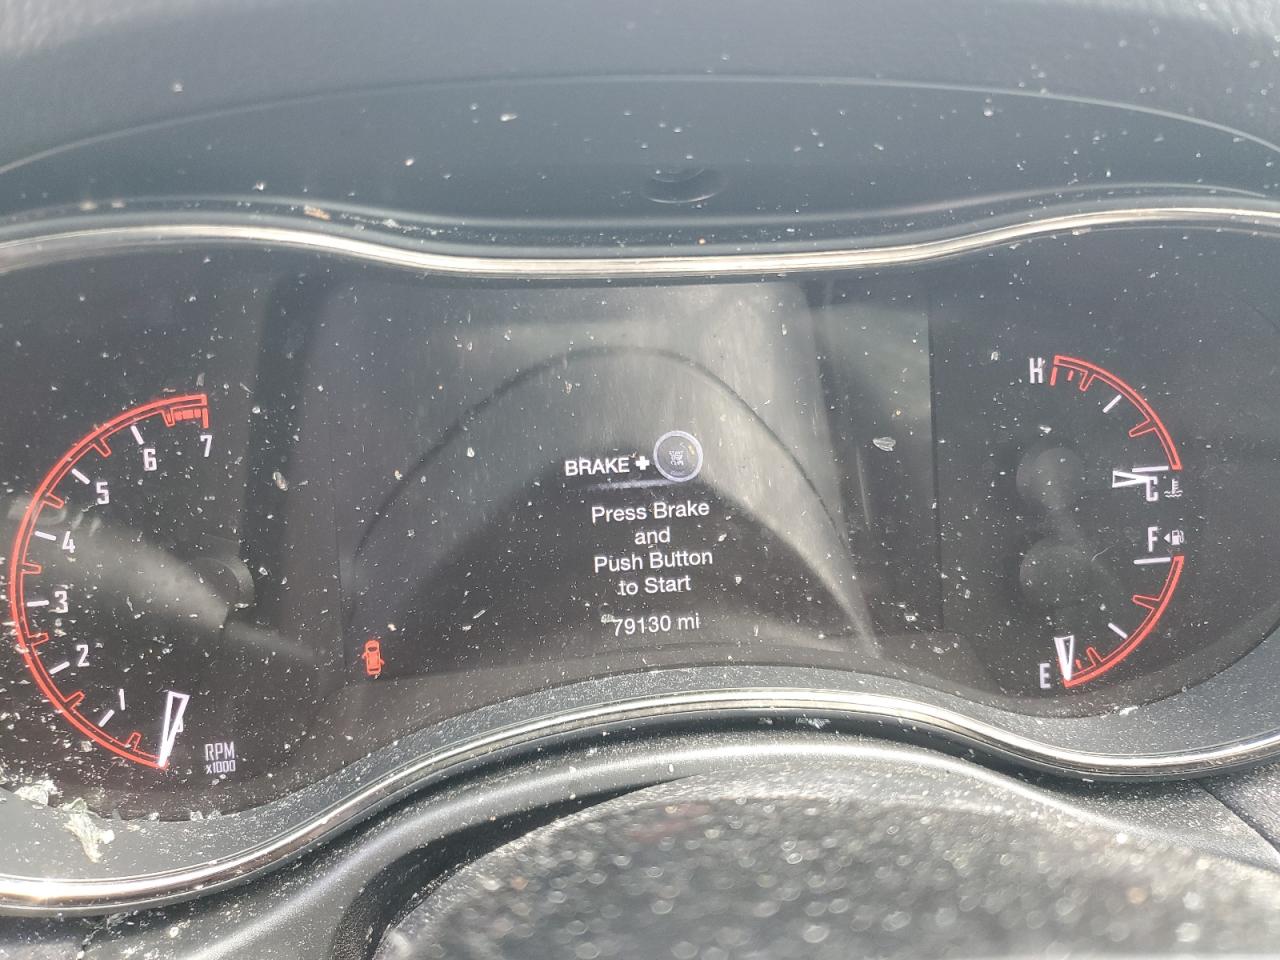 7
6
5
4
3
2
1
RPM
x1000
BRAKE +
Press Brake
and
Push Button
to Start
79130 mi
H
C
F
E